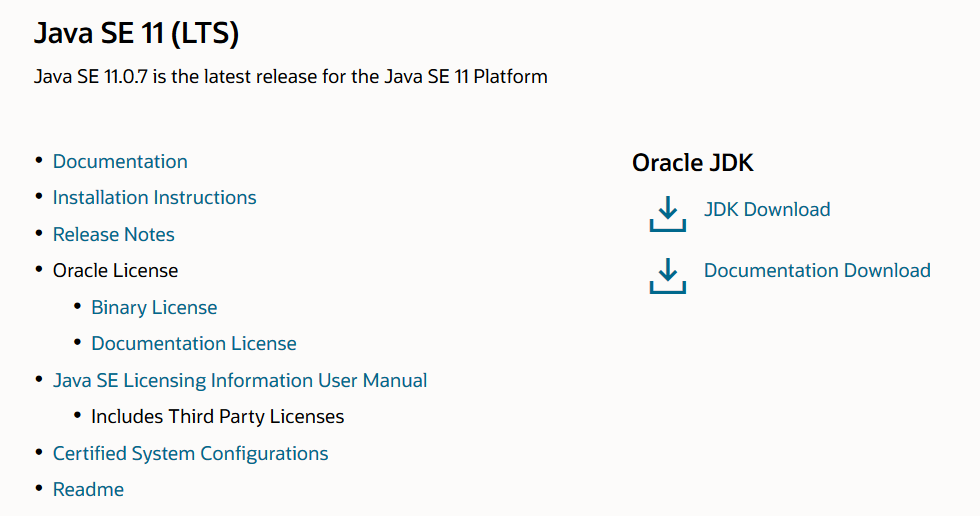 Java SE 11 (LTS)
Java SE 11.0.7 is the latest release for the Java SE 11 Platform
• Documentation
• Installation Instructions
• Release Notes
• Oracle License
• Binary License
• Documentation License
• Java SE Licensing Information User Manual
• Includes Third Party Licenses
• Certified System Configurations
• Readme
Oracle JDK
JDK Download
Documentation Download